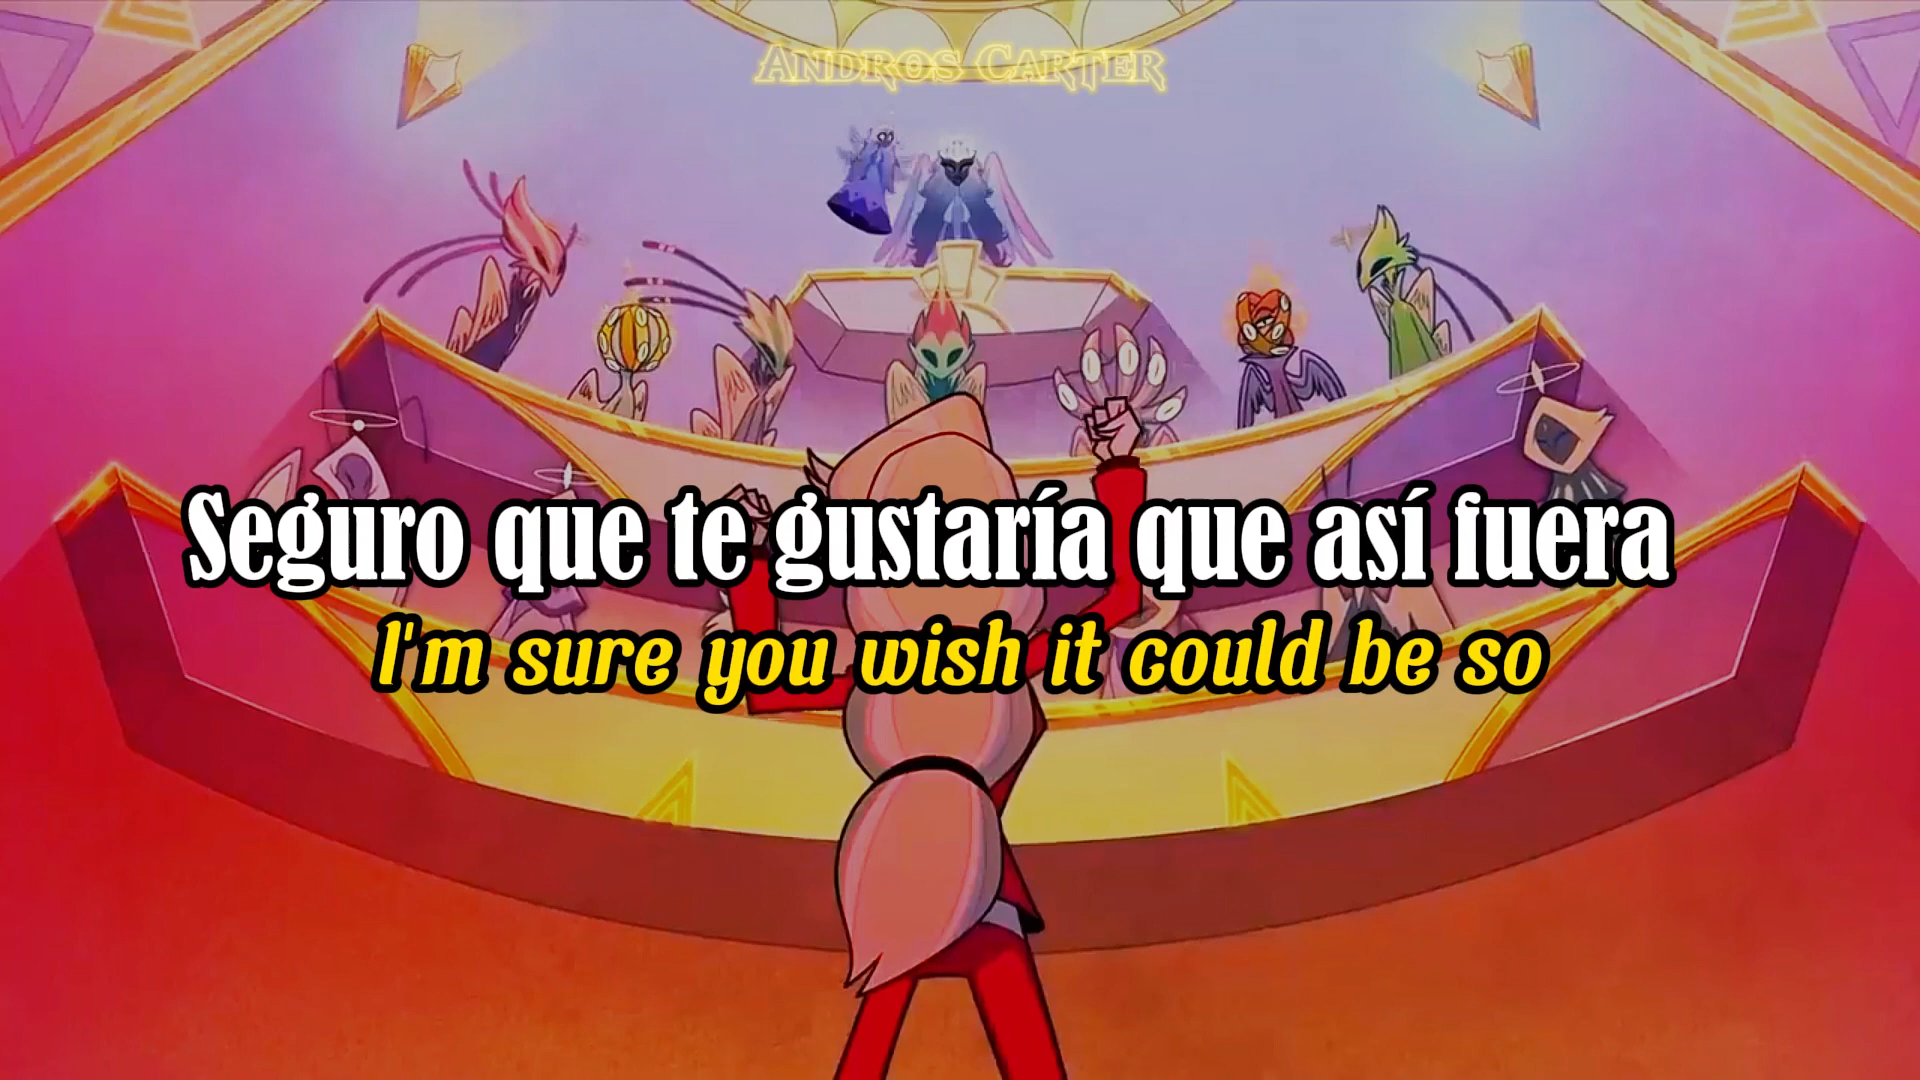 ANDROS CARTER
Seguro que te gustaría que así fuera
I'm sure you wish it could be so